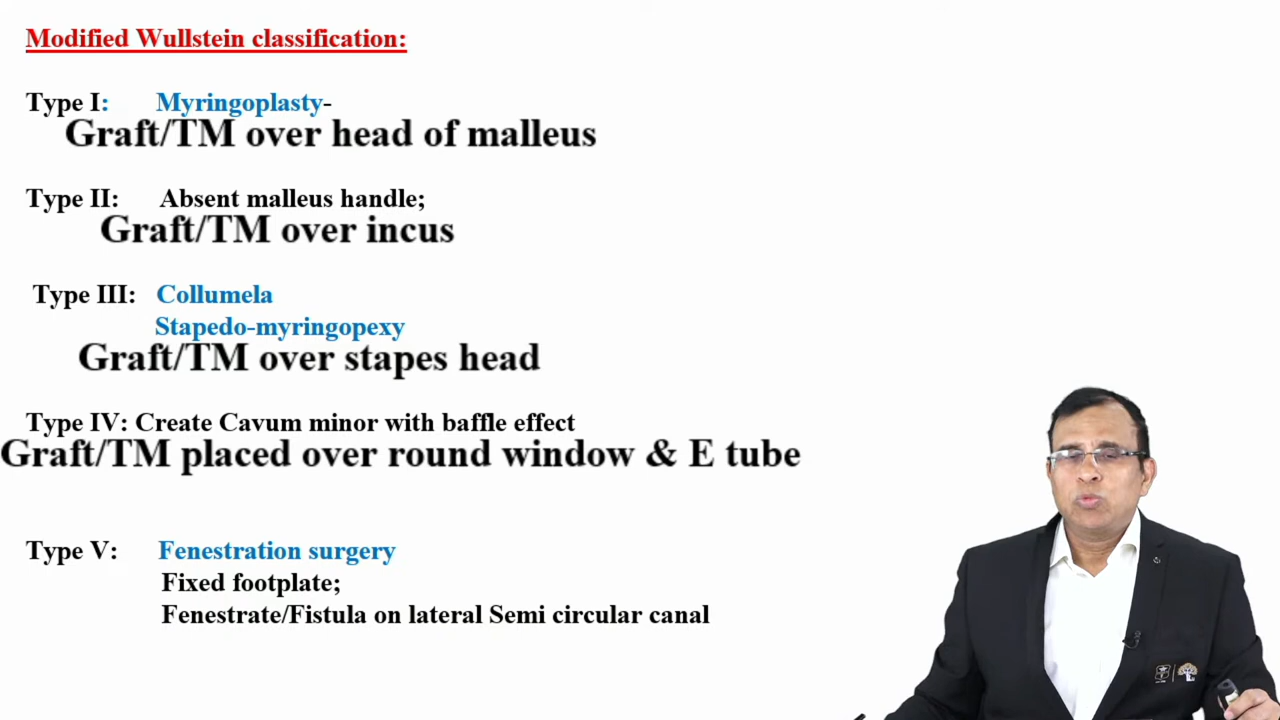 Modified Wullstein classification:
Type I: Myringoplasty-
Graft/TM over head of malleus
Type II: Absent malleus handle;
Graft/TM over incus
Type III: Collumela
Stapedo-myringopexy
Graft/TM over stapes head
Type IV: Create Cavum minor with baffle effect
Graft/TM placed over round window & E tube
Type V: Fenestration surgery
Fixed footplate;
Fenestrate/Fistula on lateral Semi circular canal